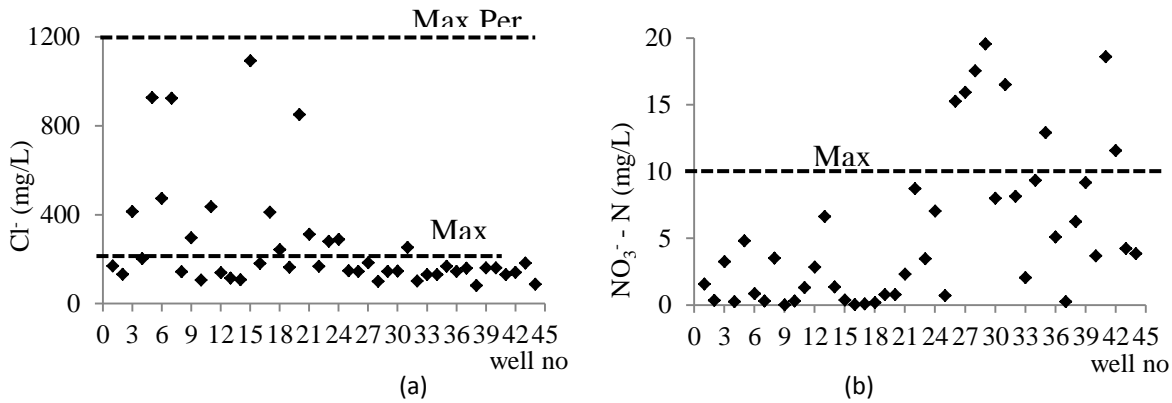 Max Per
1200
800
400
0
Cl⁻ (mg/L)
Max
0 3 6 9 12 15 18 21 24 27 30 33 36 39 42 45
well no
(a)
20
15
10
5
0
NO₃⁻ - N (mg/L)
Max
0 3 6 9 12 15 18 21 24 27 30 33 36 39 42 45
well no
(b)